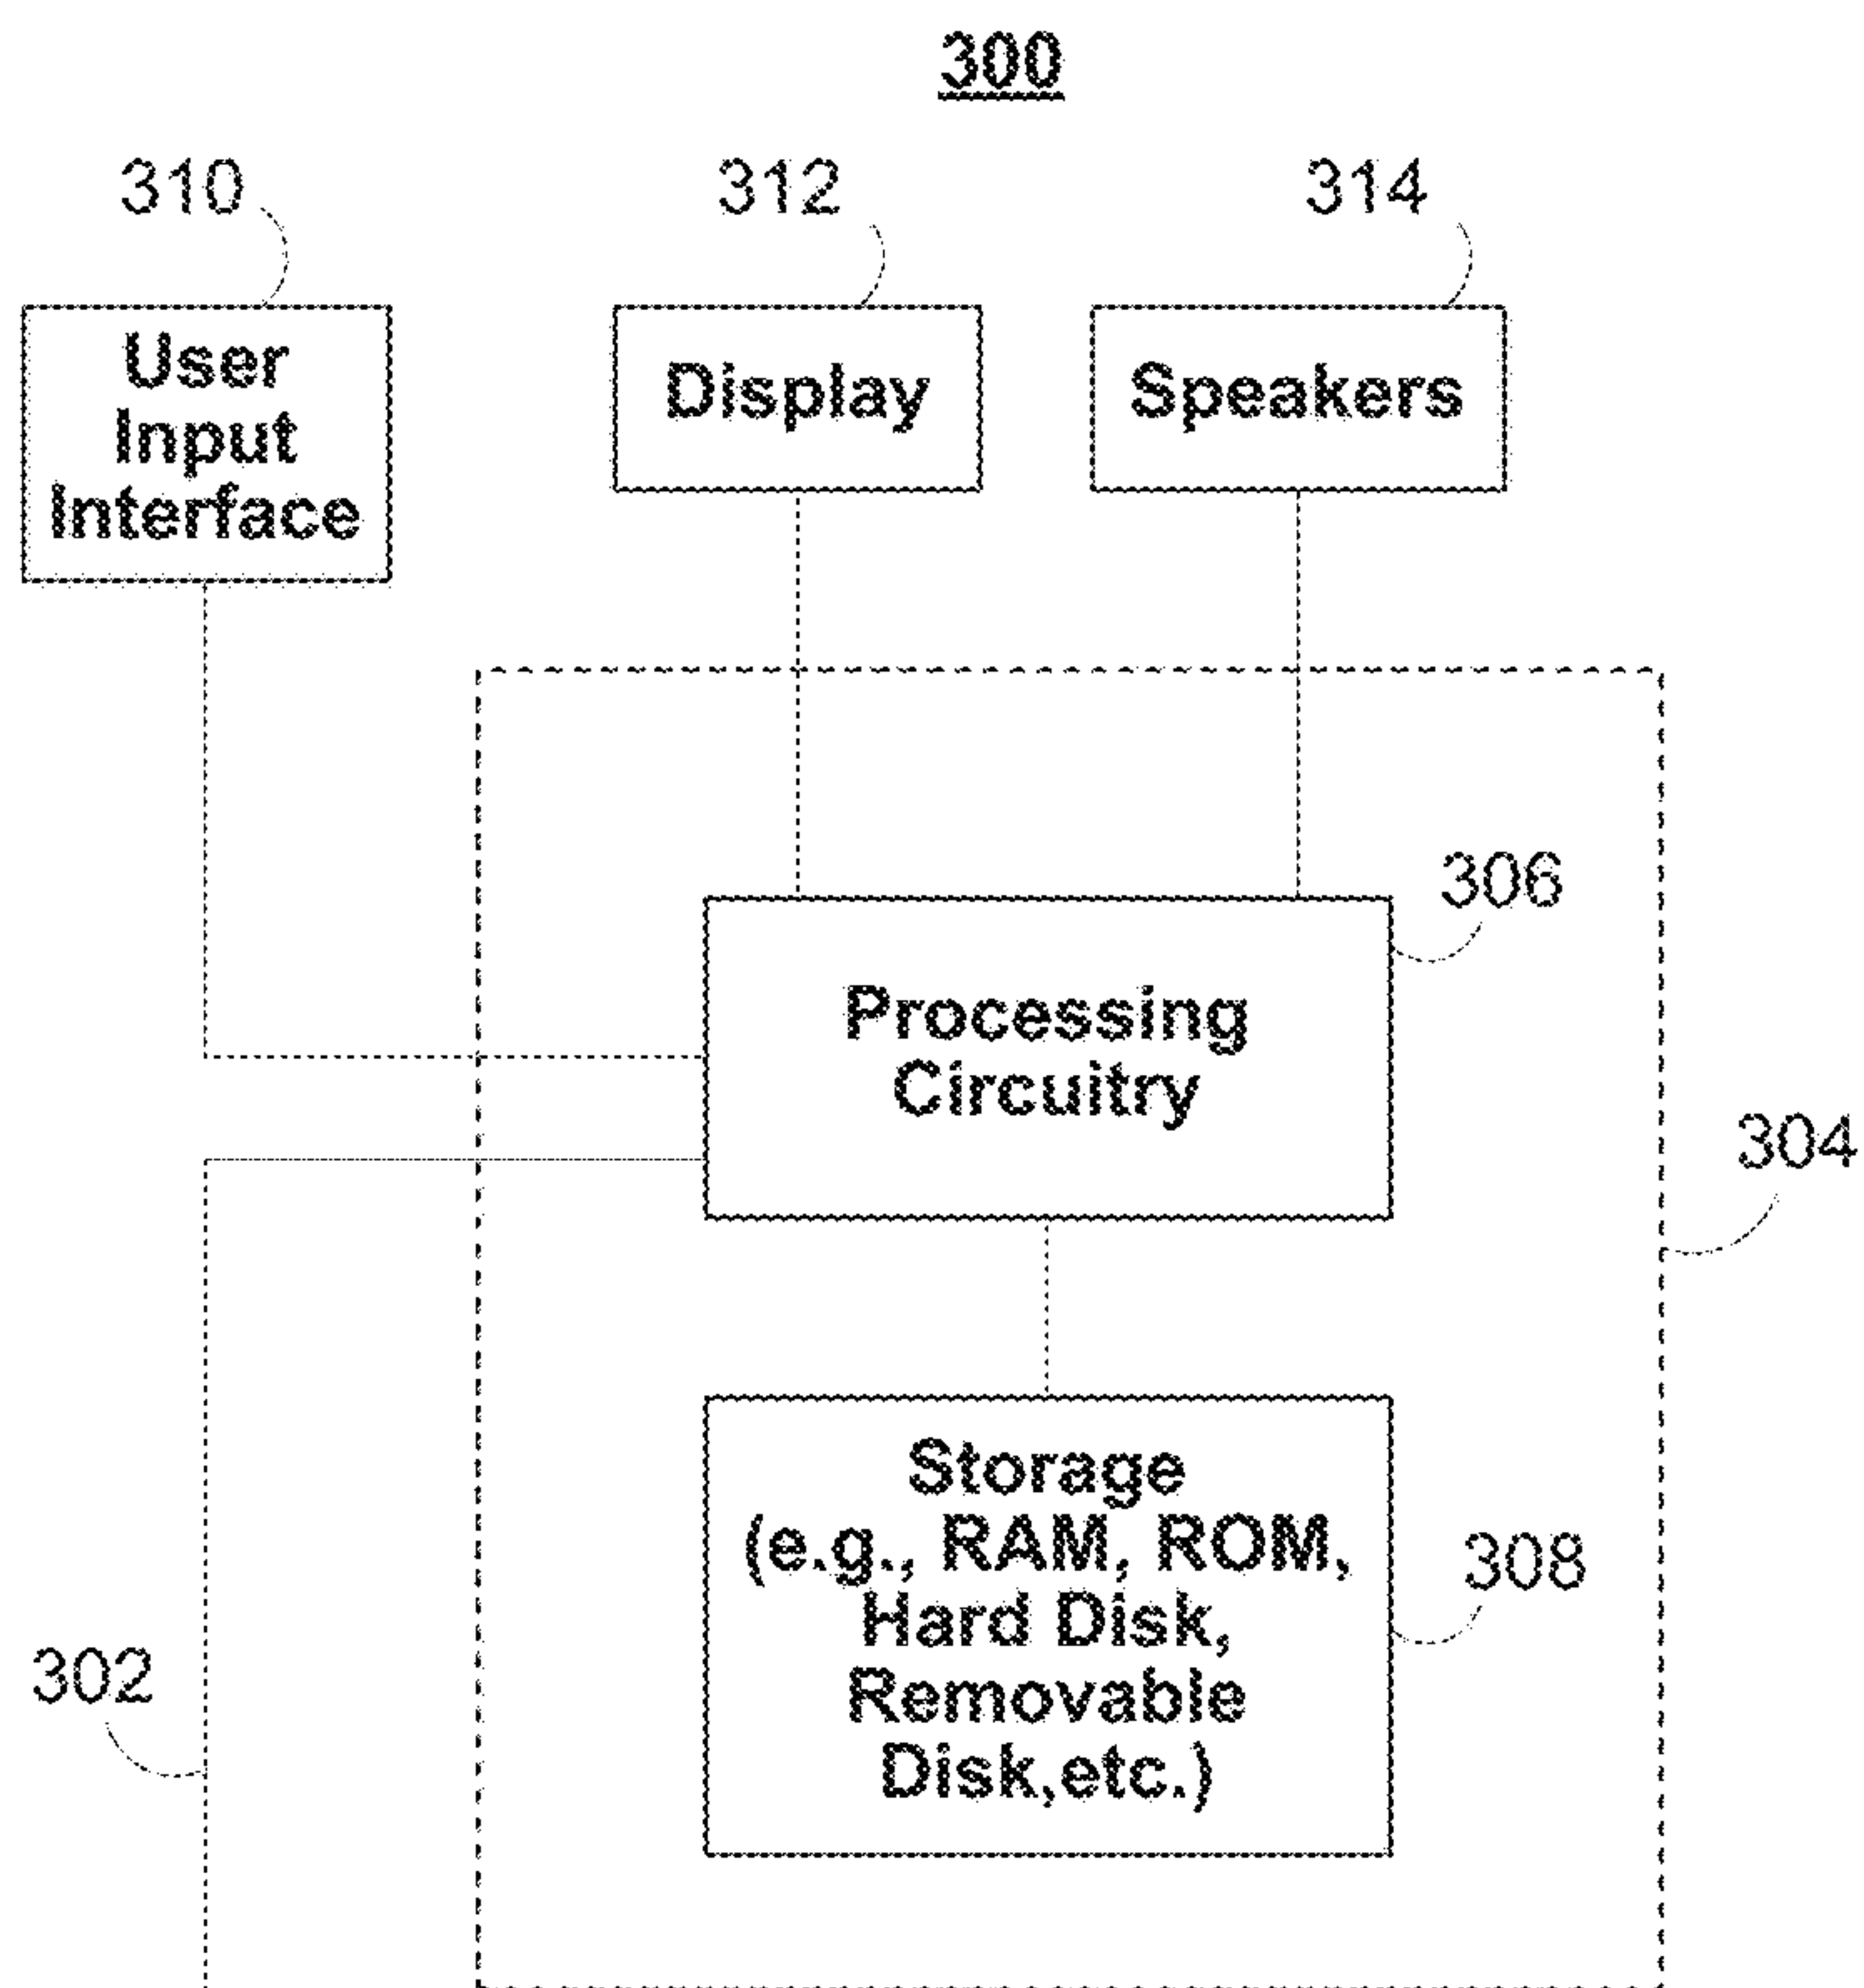 300
310
312
314
User
Input
Interface
Display
Speakers
306
Processing
Circuitry
304
Storage
(e.g., RAM, ROM,
Hard Disk,
Removable
Disk,etc.)
308
302